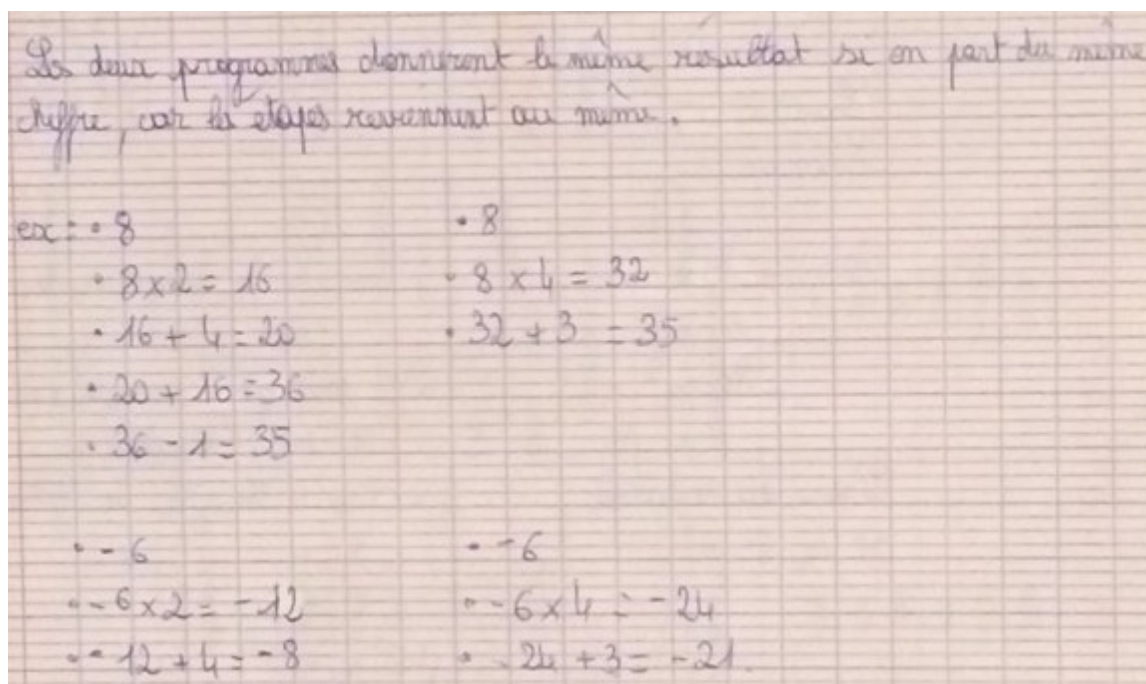 Les deux programmes donneront le même résultat si on part du même
chiffre, car les étapes reviennent au même.
ex : • 8 • 8
• 8 x 2 = 16 • 8 x 4 = 32
• 16 + 4 = 20 • 32 + 3 = 35
• 20 + 16 = 36
• 36 - 1 = 35
• - 6 • - 6
• - 6 x 2 = -12 • - 6 x 4 = -24
• - 12 + 4 = -8 • - 24 + 3 = -21